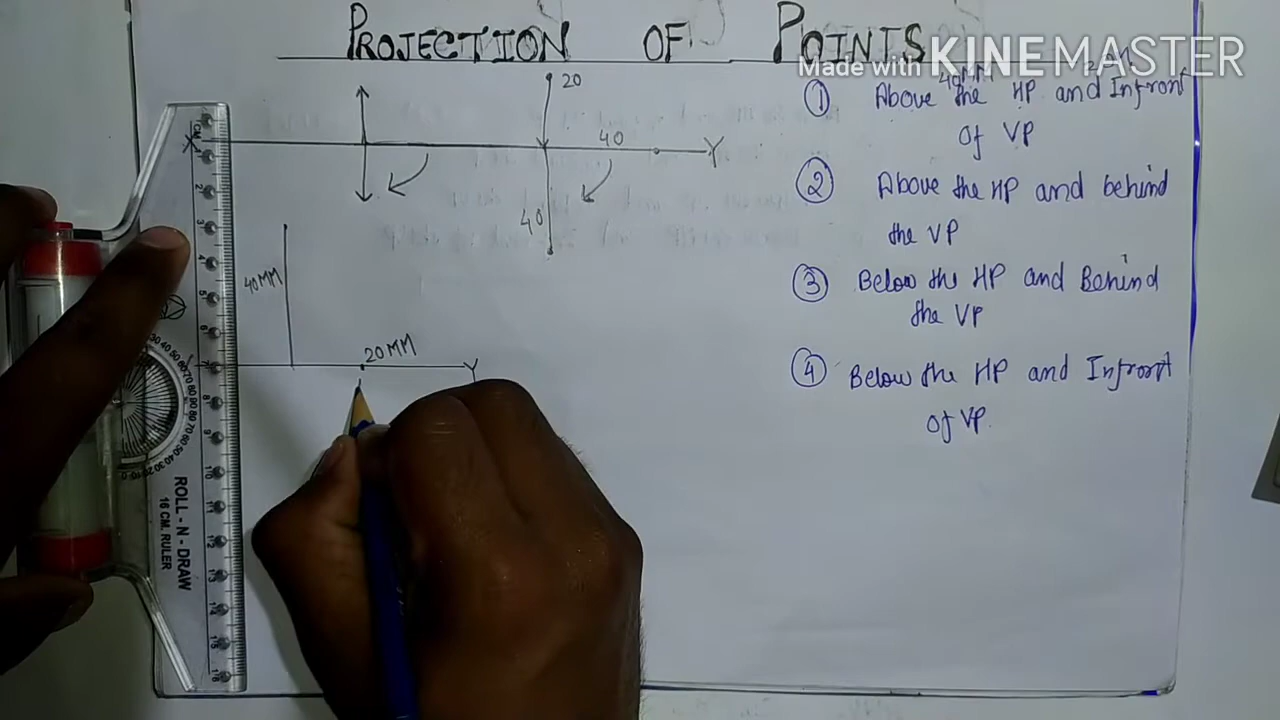 PROJECTION OF POINTS
Made with KINEMASTER
20
40MM
① Above the HP and Infront
of VP
X
40
Y
② Above the HP and behind
the VP
40
40MM
③ Below the HP and Behind
the VP
20MM
Y
④ Below the HP and Infront
of VP.
ROLL-N-DRAW
16 CM. RULER